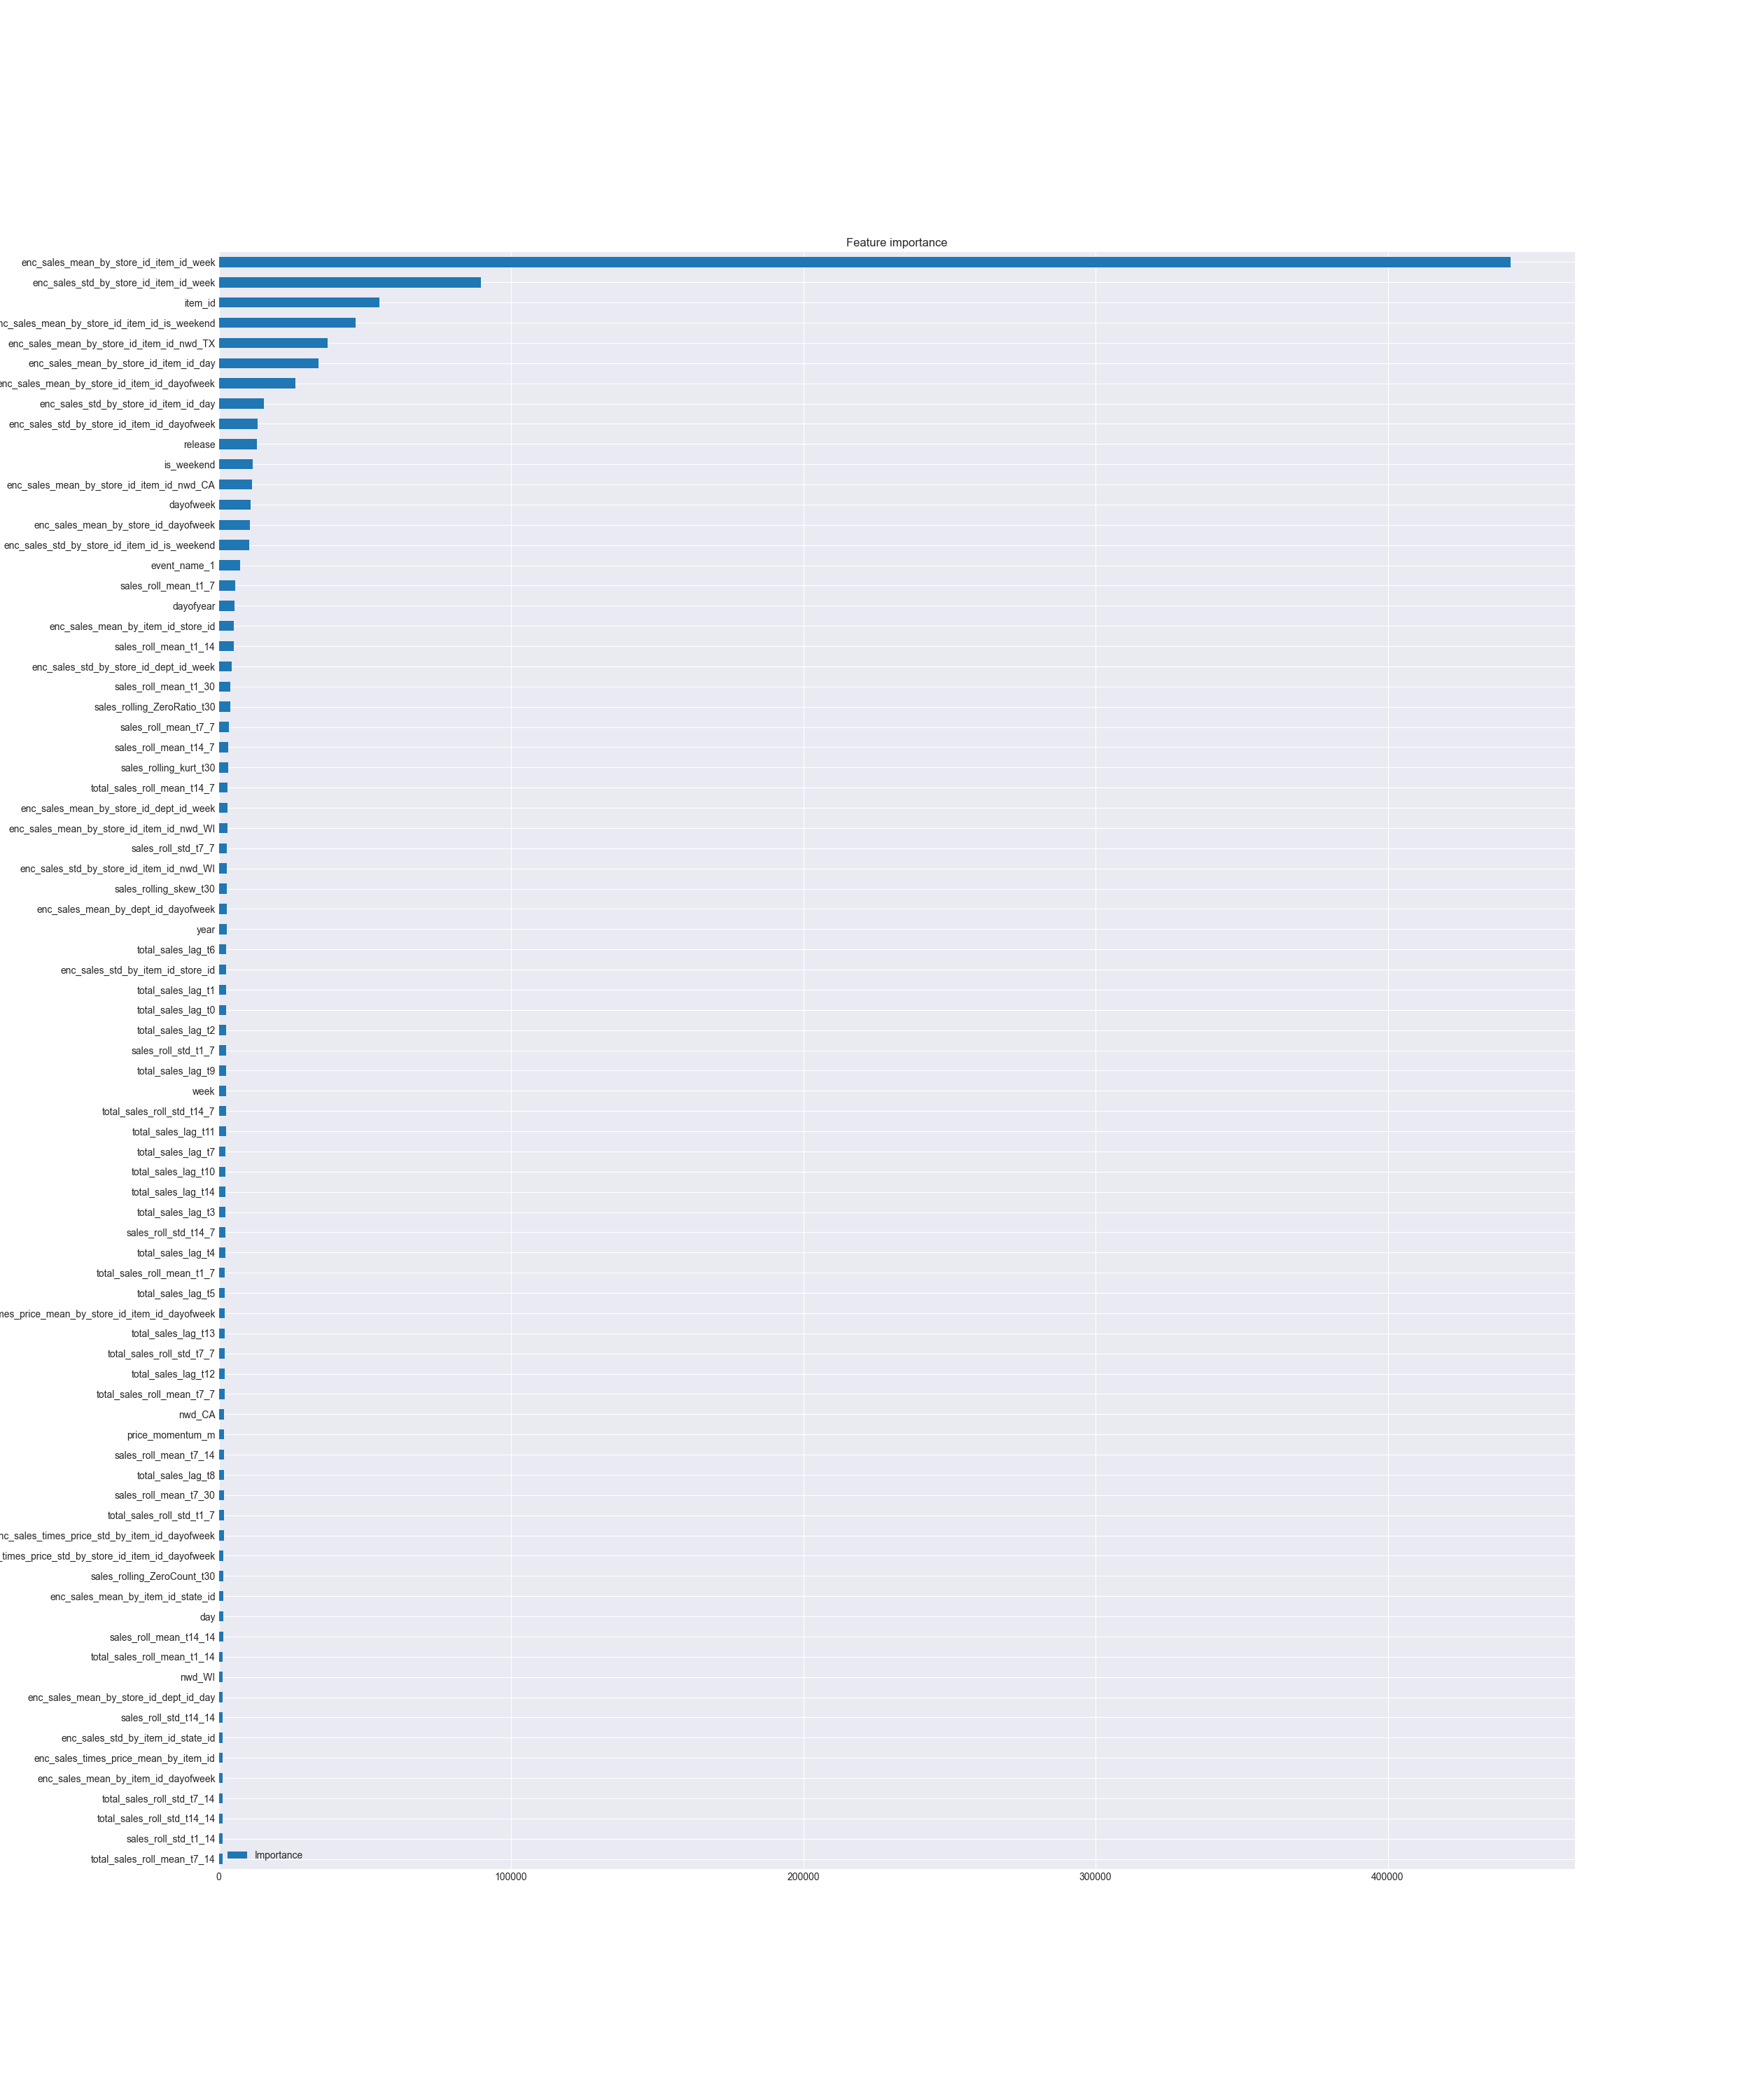 Feature importance
enc_sales_mean_by_store_id_item_id_week
enc_sales_std_by_store_id_item_id_week
item_id
nc_sales_mean_by_store_id_item_id_is_weekend
enc_sales_mean_by_store_id_item_id_nwd_TX
enc_sales_mean_by_store_id_item_id_day
enc_sales_mean_by_store_id_item_id_dayofweek
enc_sales_std_by_store_id_item_id_day
enc_sales_std_by_store_id_item_id_dayofweek
release
is_weekend
enc_sales_mean_by_store_id_item_id_nwd_CA
dayofweek
enc_sales_mean_by_store_id_dayofweek
enc_sales_std_by_store_id_item_id_is_weekend
event_name_1
sales_roll_mean_t1_7
dayofyear
enc_sales_mean_by_item_id_store_id
sales_roll_mean_t1_14
enc_sales_std_by_store_id_dept_id_week
sales_roll_mean_t1_30
sales_rolling_ZeroRatio_t30
sales_roll_mean_t7_7
sales_roll_mean_t14_7
sales_rolling_kurt_t30
total_sales_roll_mean_t14_7
enc_sales_mean_by_store_id_dept_id_week
enc_sales_mean_by_store_id_item_id_nwd_WI
sales_roll_std_t7_7
enc_sales_std_by_store_id_item_id_nwd_WI
sales_rolling_skew_t30
enc_sales_mean_by_dept_id_dayofweek
year
total_sales_lag_t6
enc_sales_std_by_item_id_store_id
total_sales_lag_t1
total_sales_lag_t0
total_sales_lag_t2
sales_roll_std_t1_7
total_sales_lag_t9
week
total_sales_roll_std_t14_7
total_sales_lag_t11
total_sales_lag_t7
total_sales_lag_t10
total_sales_lag_t14
total_sales_lag_t3
sales_roll_std_t14_7
total_sales_lag_t4
total_sales_roll_mean_t1_7
total_sales_lag_t5
mes_price_mean_by_store_id_item_id_dayofweek
total_sales_lag_t13
total_sales_roll_std_t7_7
total_sales_lag_t12
total_sales_roll_mean_t7_7
nwd_CA
price_momentum_m
sales_roll_mean_t7_14
total_sales_lag_t8
sales_roll_mean_t7_30
total_sales_roll_std_t1_7
nc_sales_times_price_std_by_item_id_dayofweek
_times_price_std_by_store_id_item_id_dayofweek
sales_rolling_ZeroCount_t30
enc_sales_mean_by_item_id_state_id
day
sales_roll_mean_t14_14
total_sales_roll_mean_t1_14
nwd_WI
enc_sales_mean_by_store_id_dept_id_day
sales_roll_std_t14_14
enc_sales_std_by_item_id_state_id
enc_sales_times_price_mean_by_item_id
enc_sales_mean_by_item_id_dayofweek
total_sales_roll_std_t7_14
total_sales_roll_std_t14_14
sales_roll_std_t1_14
total_sales_roll_mean_t7_14
Importance
0 100000 200000 300000 400000